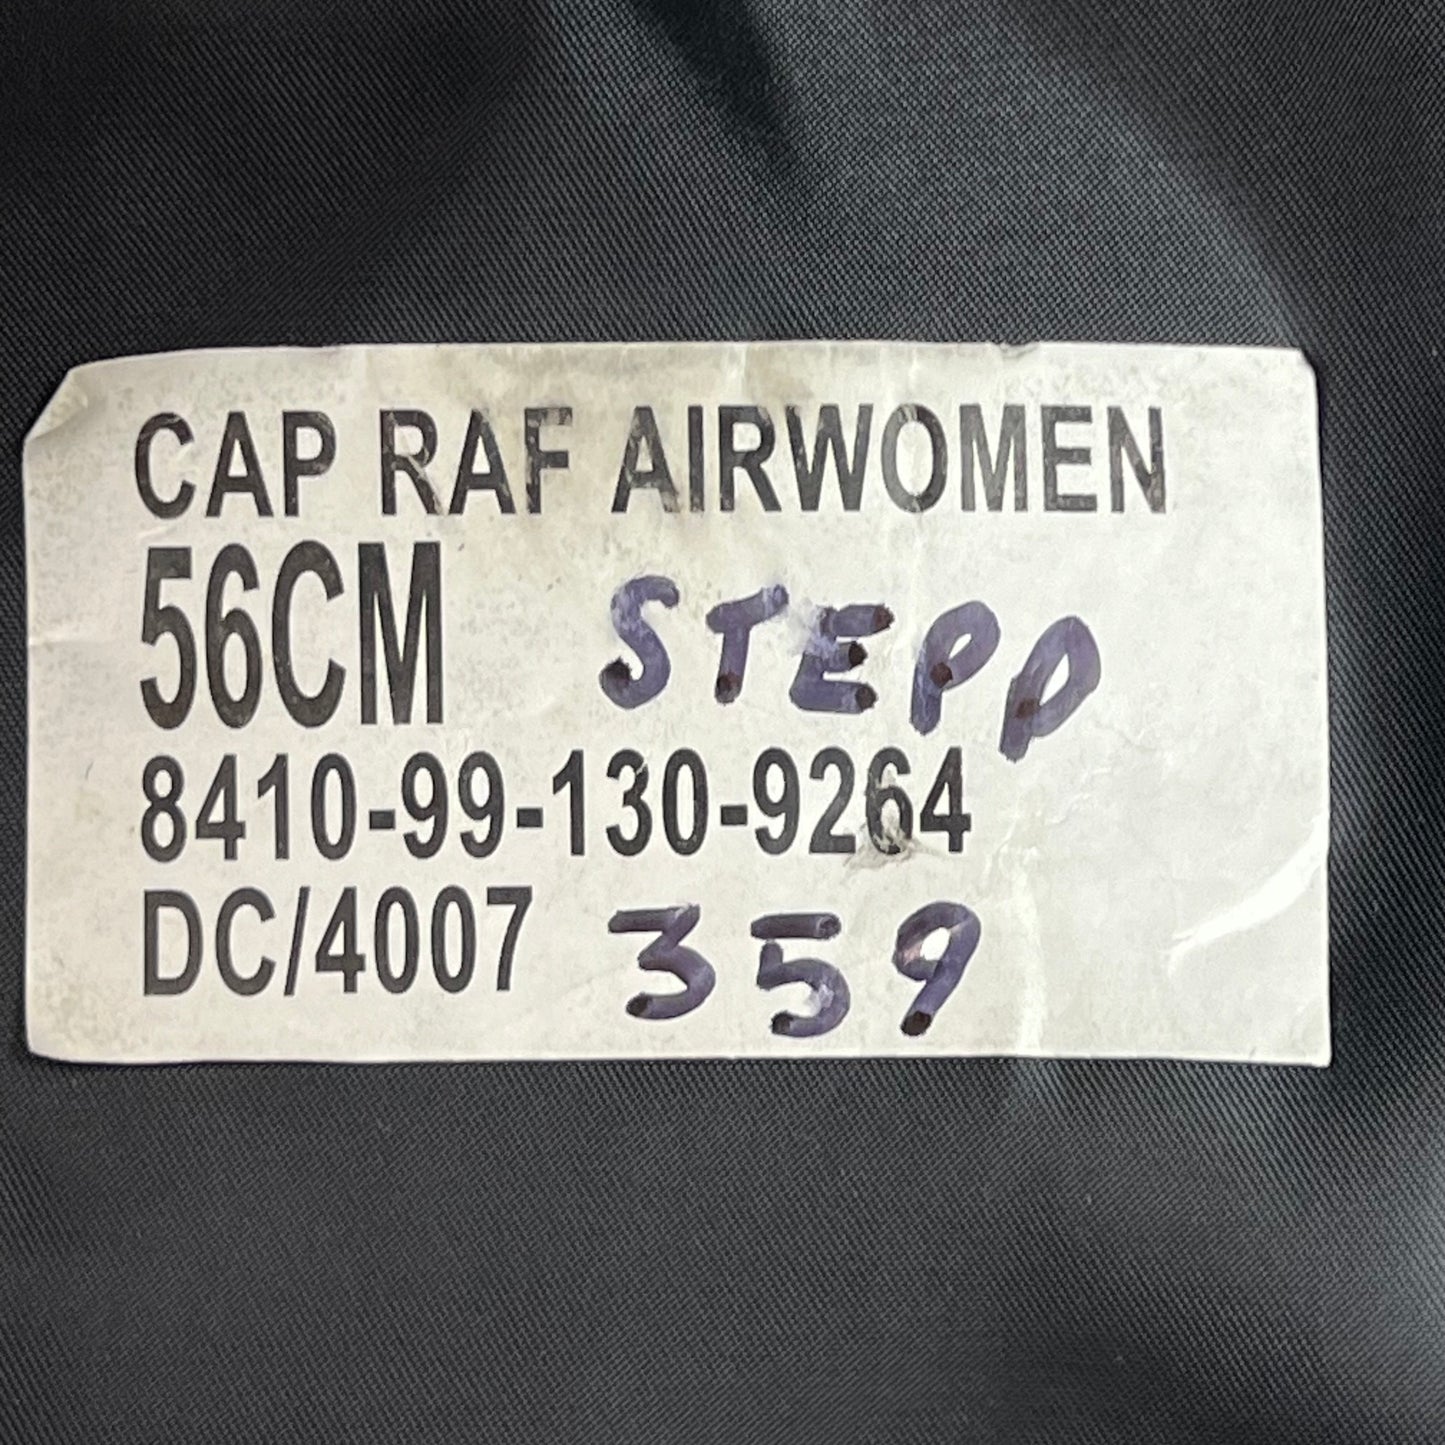 CAP RAF AIRWOMEN
56CM STEPP
8410-99-130-9264
DC/4007 359